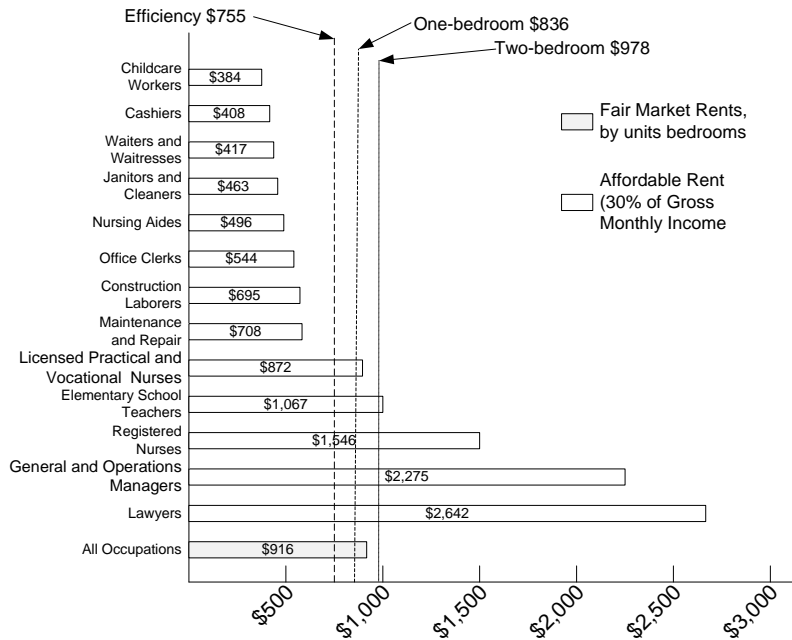 Efficiency $755
One-bedroom $836
Two-bedroom $978
Childcare
Workers
$384
Cashiers
$408
Waiters and
Waitresses
$417
Janitors and
Cleaners
$463
Nursing Aides
$496
Office Clerks
$544
Construction
Laborers
$695
Maintenance
and Repair
$708
Licensed Practical and
Vocational Nurses
$872
Elementary School
Teachers
$1,067
Registered
Nurses
$1,546
General and Operations
Managers
$2,275
Lawyers
$2,642
All Occupations
$916
Fair Market Rents,
by units bedrooms
Affordable Rent
(30% of Gross
Monthly Income
$500
$1,000
$1,500
$2,000
$2,500
$3,000